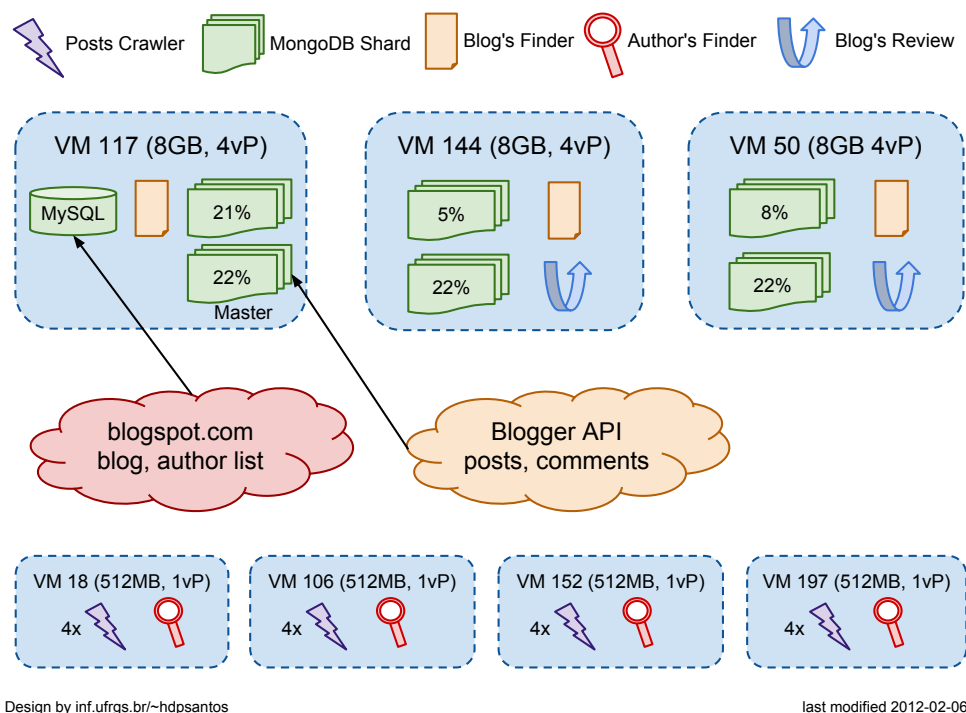 Posts Crawler
MongoDB Shard
Blog's Finder
Author's Finder
Blog's Review
VM 117 (8GB, 4vP)
MySQL
21%
22%
Master
VM 144 (8GB, 4vP)
5%
22%
VM 50 (8GB 4vP)
8%
22%
blogspot.com
blog, author list
Blogger API
posts, comments
VM 18 (512MB, 1vP)
4x
VM 106 (512MB, 1vP)
4x
VM 152 (512MB, 1vP)
4x
VM 197 (512MB, 1vP)
4x
Design by inf.ufrgs.br/~hdpsantos
last modified 2012-02-06